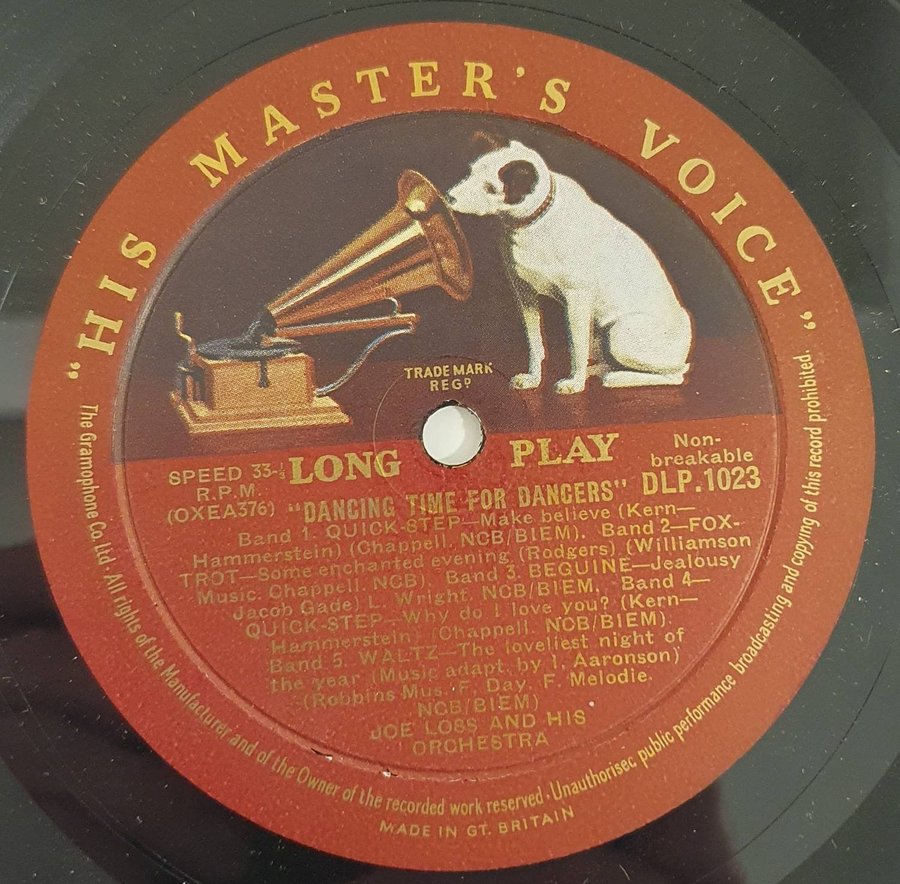 "HIS MASTER'S VOICE"
TRADE MARK
REGD
SPEED 33-⅓
R.P.M.
(OXEA376)
LONG PLAY
Non-
breakable
DLP.1023
"DANCING TIME FOR DANCERS"
Band 1. QUICK-STEP—Make believe (Kern—
Hammerstein) (Chappell. NCB/BIEM). Band 2—FOX-
TROT—Some enchanted evening (Rodgers) (Williamson
Music. Chappell. NCB). Band 3. BEGUINE—Jealousy
Jacob Gade) L. Wright. NCB/BIEM. Band 4—
QUICK-STEP—Why do I love you? (Kern—
Hammerstein) (Chappell. NCB/BIEM).
Band 5. WALTZ—The loveliest night of
the year (Music adapt. by I. Aaronson)
(Robbins Mus. F. Day. F. Melodie.
NCB/BIEM)
JOE LOSS AND HIS
ORCHESTRA
The Gramophone Co. Ltd. All rights of the Manufacturer and of the Owner of the recorded work reserved · Unauthorised public performance broadcasting and copying of this record prohibited.
MADE IN GT. BRITAIN